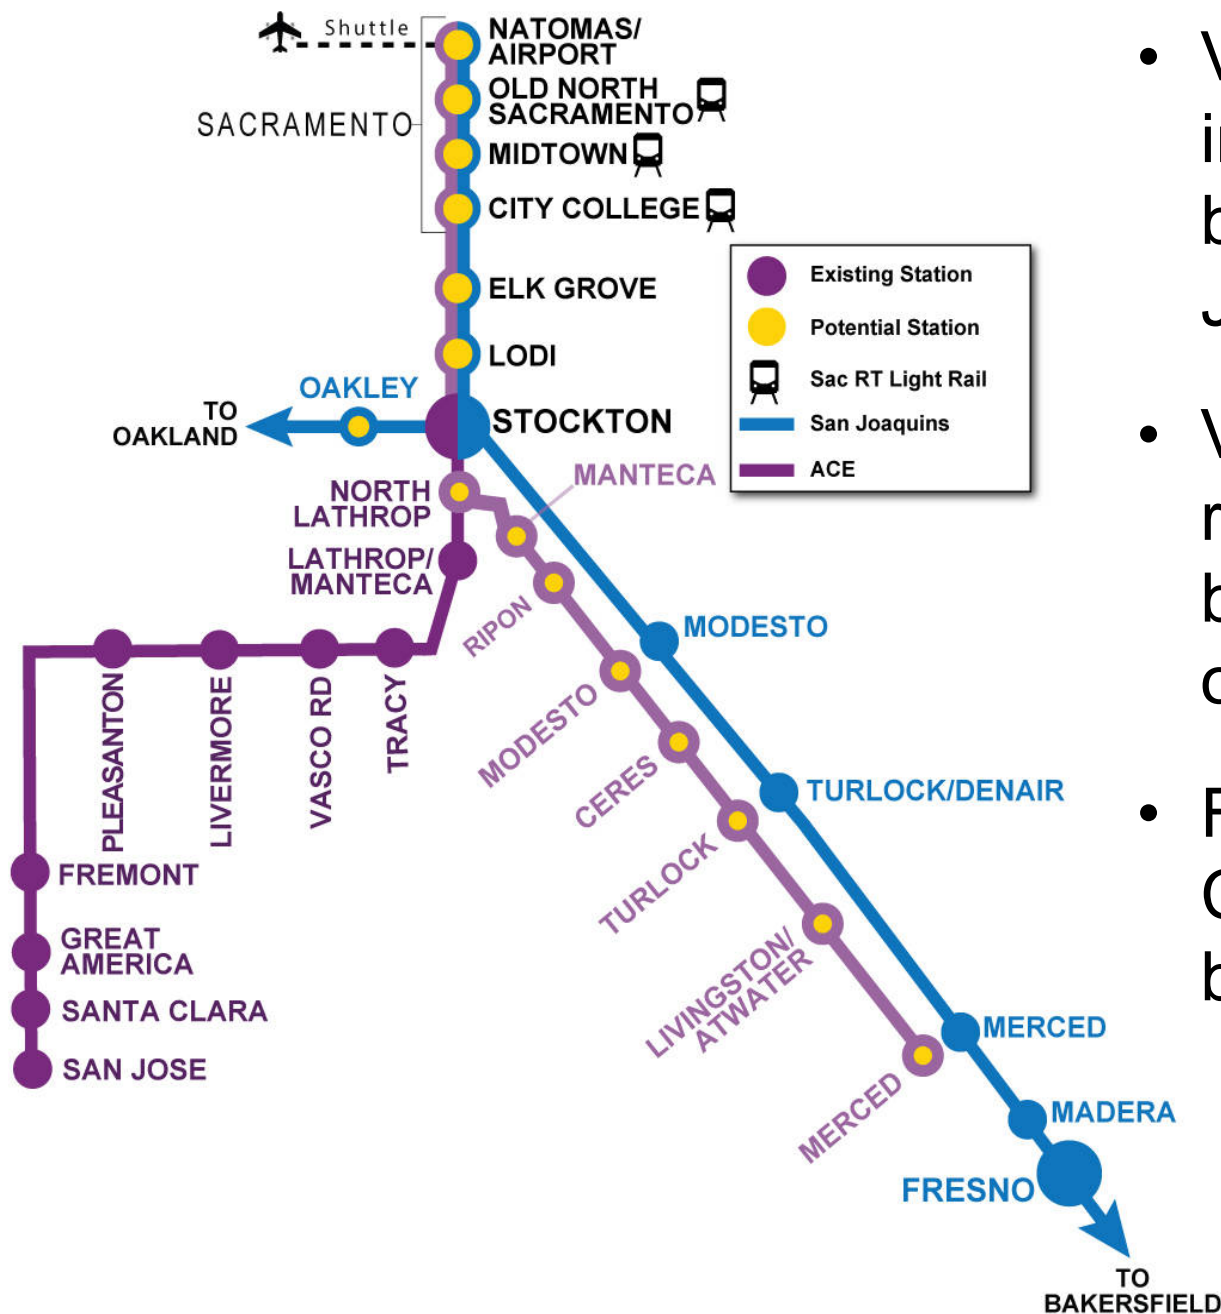 Shuttle
NATOMAS/
AIRPORT
OLD NORTH
SACRAMENTO
SACRAMENTO
MIDTOWN
CITY COLLEGE
ELK GROVE
LODI
OAKLEY
TO
OAKLAND
STOCKTON
Existing Station
Potential Station
Sac RT Light Rail
San Joaquins
ACE
NORTH
LATHROP
MANTECA
LATHROP/
MANTECA
RIPON
MODESTO
MODESTO
CERES
TURLOCK/DENAIR
TURLOCK
LIVINGSTON/
ATWATER
MERCED
MERCED
MADERA
FRESNO
TO
BAKERSFIELD
PLEASANTON
LIVERMORE
VASCO RD
TRACY
FREMONT
GREAT
AMERICA
SANTA CLARA
SAN JOSE